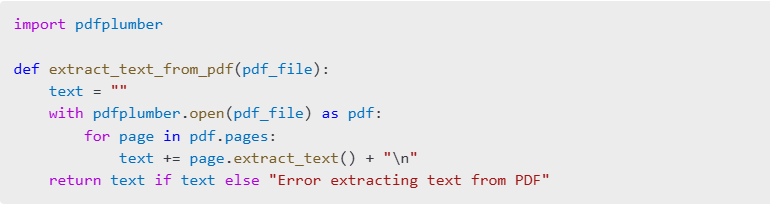 import pdfplumber

def extract_text_from_pdf(pdf_file):
    text = ""
    with pdfplumber.open(pdf_file) as pdf:
        for page in pdf.pages:
            text += page.extract_text() + "\n"
    return text if text else "Error extracting text from PDF"